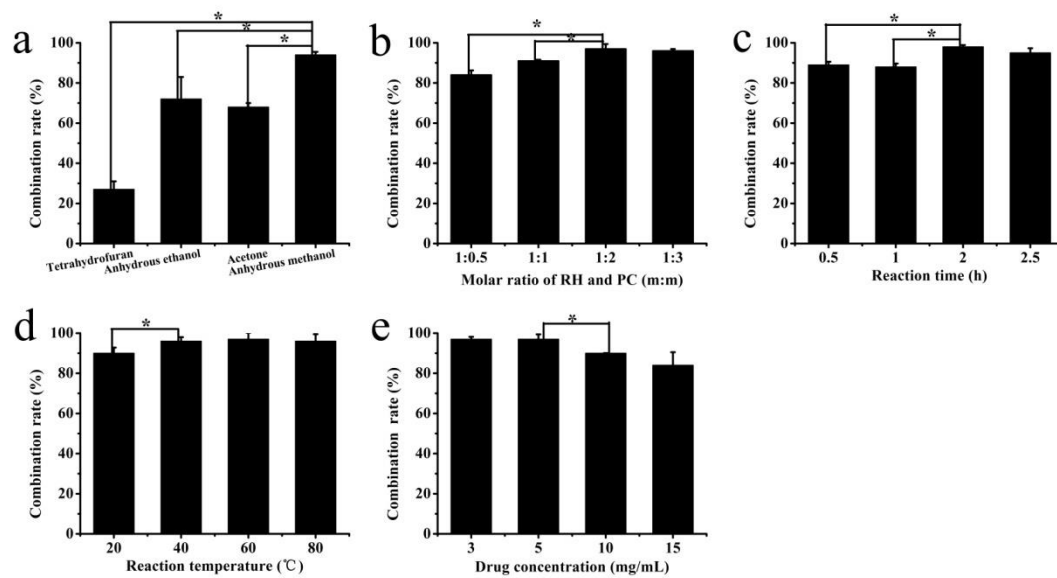 a
*
*
*
Combination rate (%)
100
80
60
40
20
0
Tetrahydrofuran
Anhydrous ethanol
Acetone
Anhydrous methanol
b
*
*
Combination rate (%)
100
80
60
40
20
0
1:0.5 1:1 1:2 1:3
Molar ratio of RH and PC (m:m)
c
*
*
Combination rate (%)
100
80
60
40
20
0
0.5 1 2 2.5
Reaction time (h)
d
*
Combination rate (%)
100
80
60
40
20
0
20 40 60 80
Reaction temperature (℃)
e
*
Combination rate (%)
100
80
60
40
20
0
3 5 10 15
Drug concentration (mg/mL)